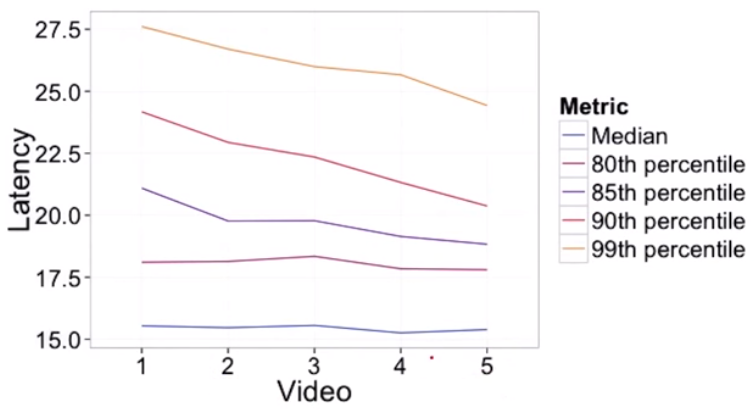 27.5
25.0
22.5
20.0
17.5
15.0
Latency
1 2 3 4 5
Video
Metric
Median
80th percentile
85th percentile
90th percentile
99th percentile